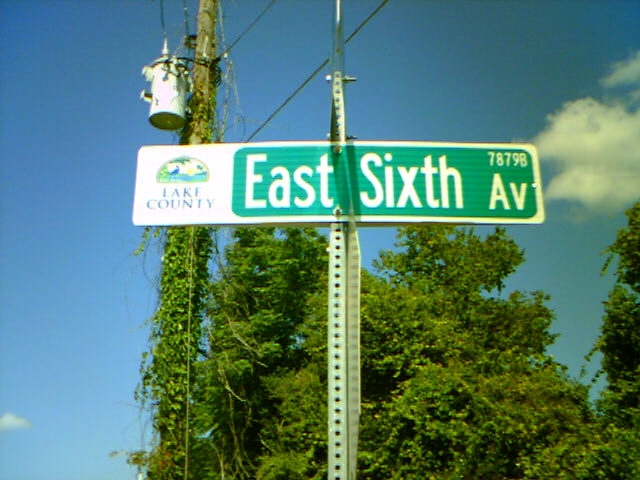 LAKE
COUNTY
East Sixth Av
7879B